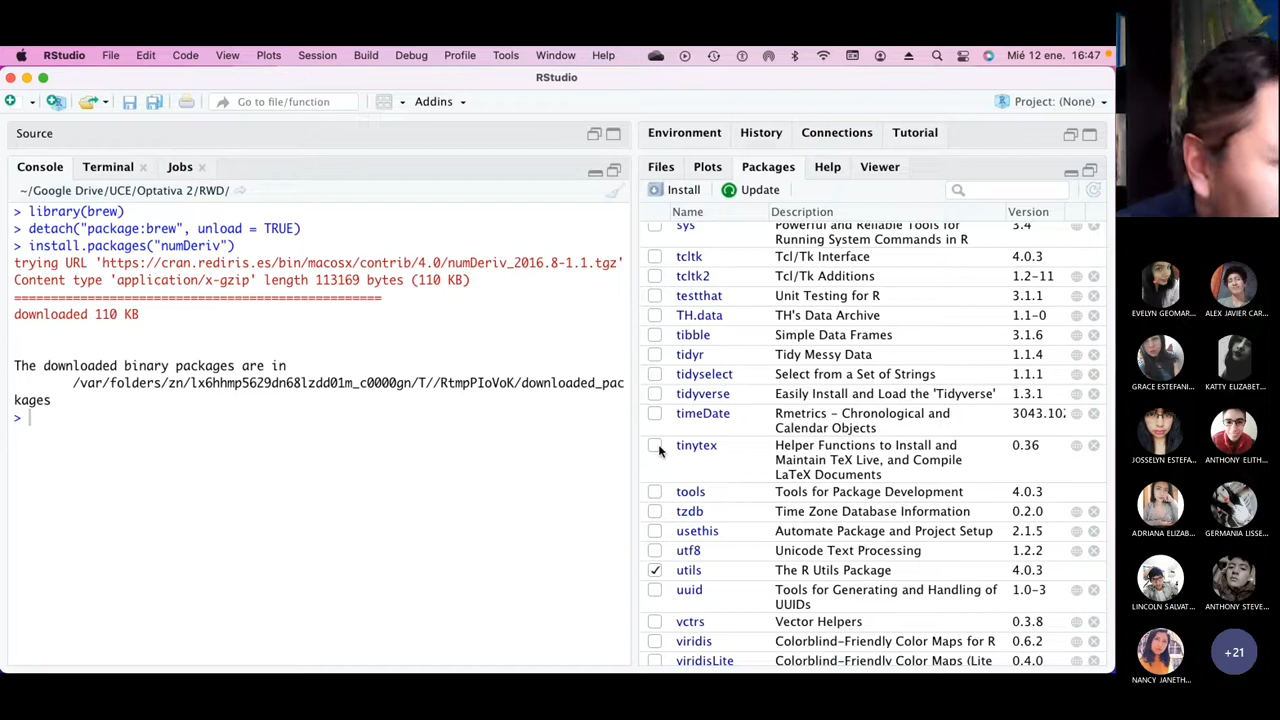 RStudio File Edit Code View Plots Session Build Debug Profile Tools Window Help Mié 12 ene. 16:47
RStudio
Go to file/function Addins Project: (None)
Source
Console Terminal Jobs
~/Google Drive/UCE/Optativa 2/RWD/
> library(brew)
> detach("package:brew", unload = TRUE)
> install.packages("numDeriv")
trying URL 'https://cran.rediris.es/bin/macosx/contrib/4.0/numDeriv_2016.8-1.1.tgz'
Content type 'application/x-gzip' length 113169 bytes (110 KB)
==================================================
downloaded 110 KB
The downloaded binary packages are in
/var/folders/zn/lx6hhmp5629dn68lzdd01m_c0000gn/T//RtmpPIoVoK/downloaded_pac
kages
>
Environment History Connections Tutorial
Files Plots Packages Help Viewer
Install Update
Name Description Version
sys Powerful and Reliable Tools for 3.4
Running System Commands in R
tcltk Tcl/Tk Interface 4.0.3
tcltk2 Tcl/Tk Additions 1.2-11
testthat Unit Testing for R 3.1.1
TH.data TH's Data Archive 1.1-0
tibble Simple Data Frames 3.1.6
tidyr Tidy Messy Data 1.1.4
tidyselect Select from a Set of Strings 1.1.1
tidyverse Easily Install and Load the 'Tidyverse' 1.3.1
timeDate Rmetrics - Chronological and 3043.102
Calendar Objects
tinytex Helper Functions to Install and 0.36
Maintain TeX Live, and Compile
LaTeX Documents
tools Tools for Package Development 4.0.3
tzdb Time Zone Database Information 0.2.0
usethis Automate Package and Project Setup 2.1.5
utf8 Unicode Text Processing 1.2.2
utils The R Utils Package 4.0.3
uuid Tools for Generating and Handling of 1.0-3
UUIDs
vctrs Vector Helpers 0.3.8
viridis Colorblind-Friendly Color Maps for R 0.6.2
viridisLite Colorblind-Friendly Color Maps (Lite 0.4.0
EVELYN GEOMAR... ALEX JAVIER CAR...
GRACE ESTEFANI... KATTY ELIZABET...
JOSSELYN ESTEFA... ANTHONY ELITH...
ADRIANA ELIZAB... GERMANIA LISSE...
LINCOLN SALVAT... ANTHONY STEVE...
NANCY JANETH... +21